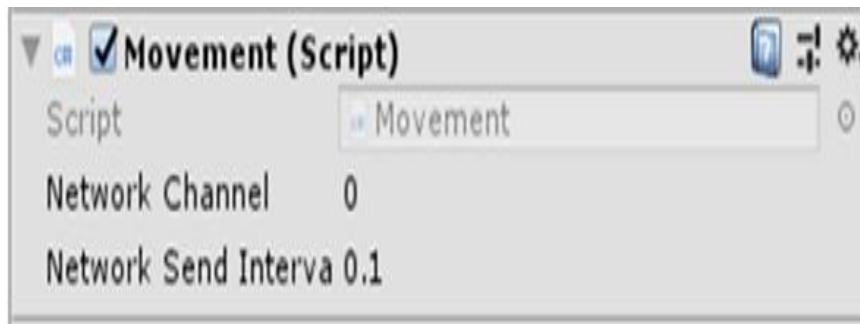 Movement (Script)
Script Movement
Network Channel 0
Network Send Interva 0.1